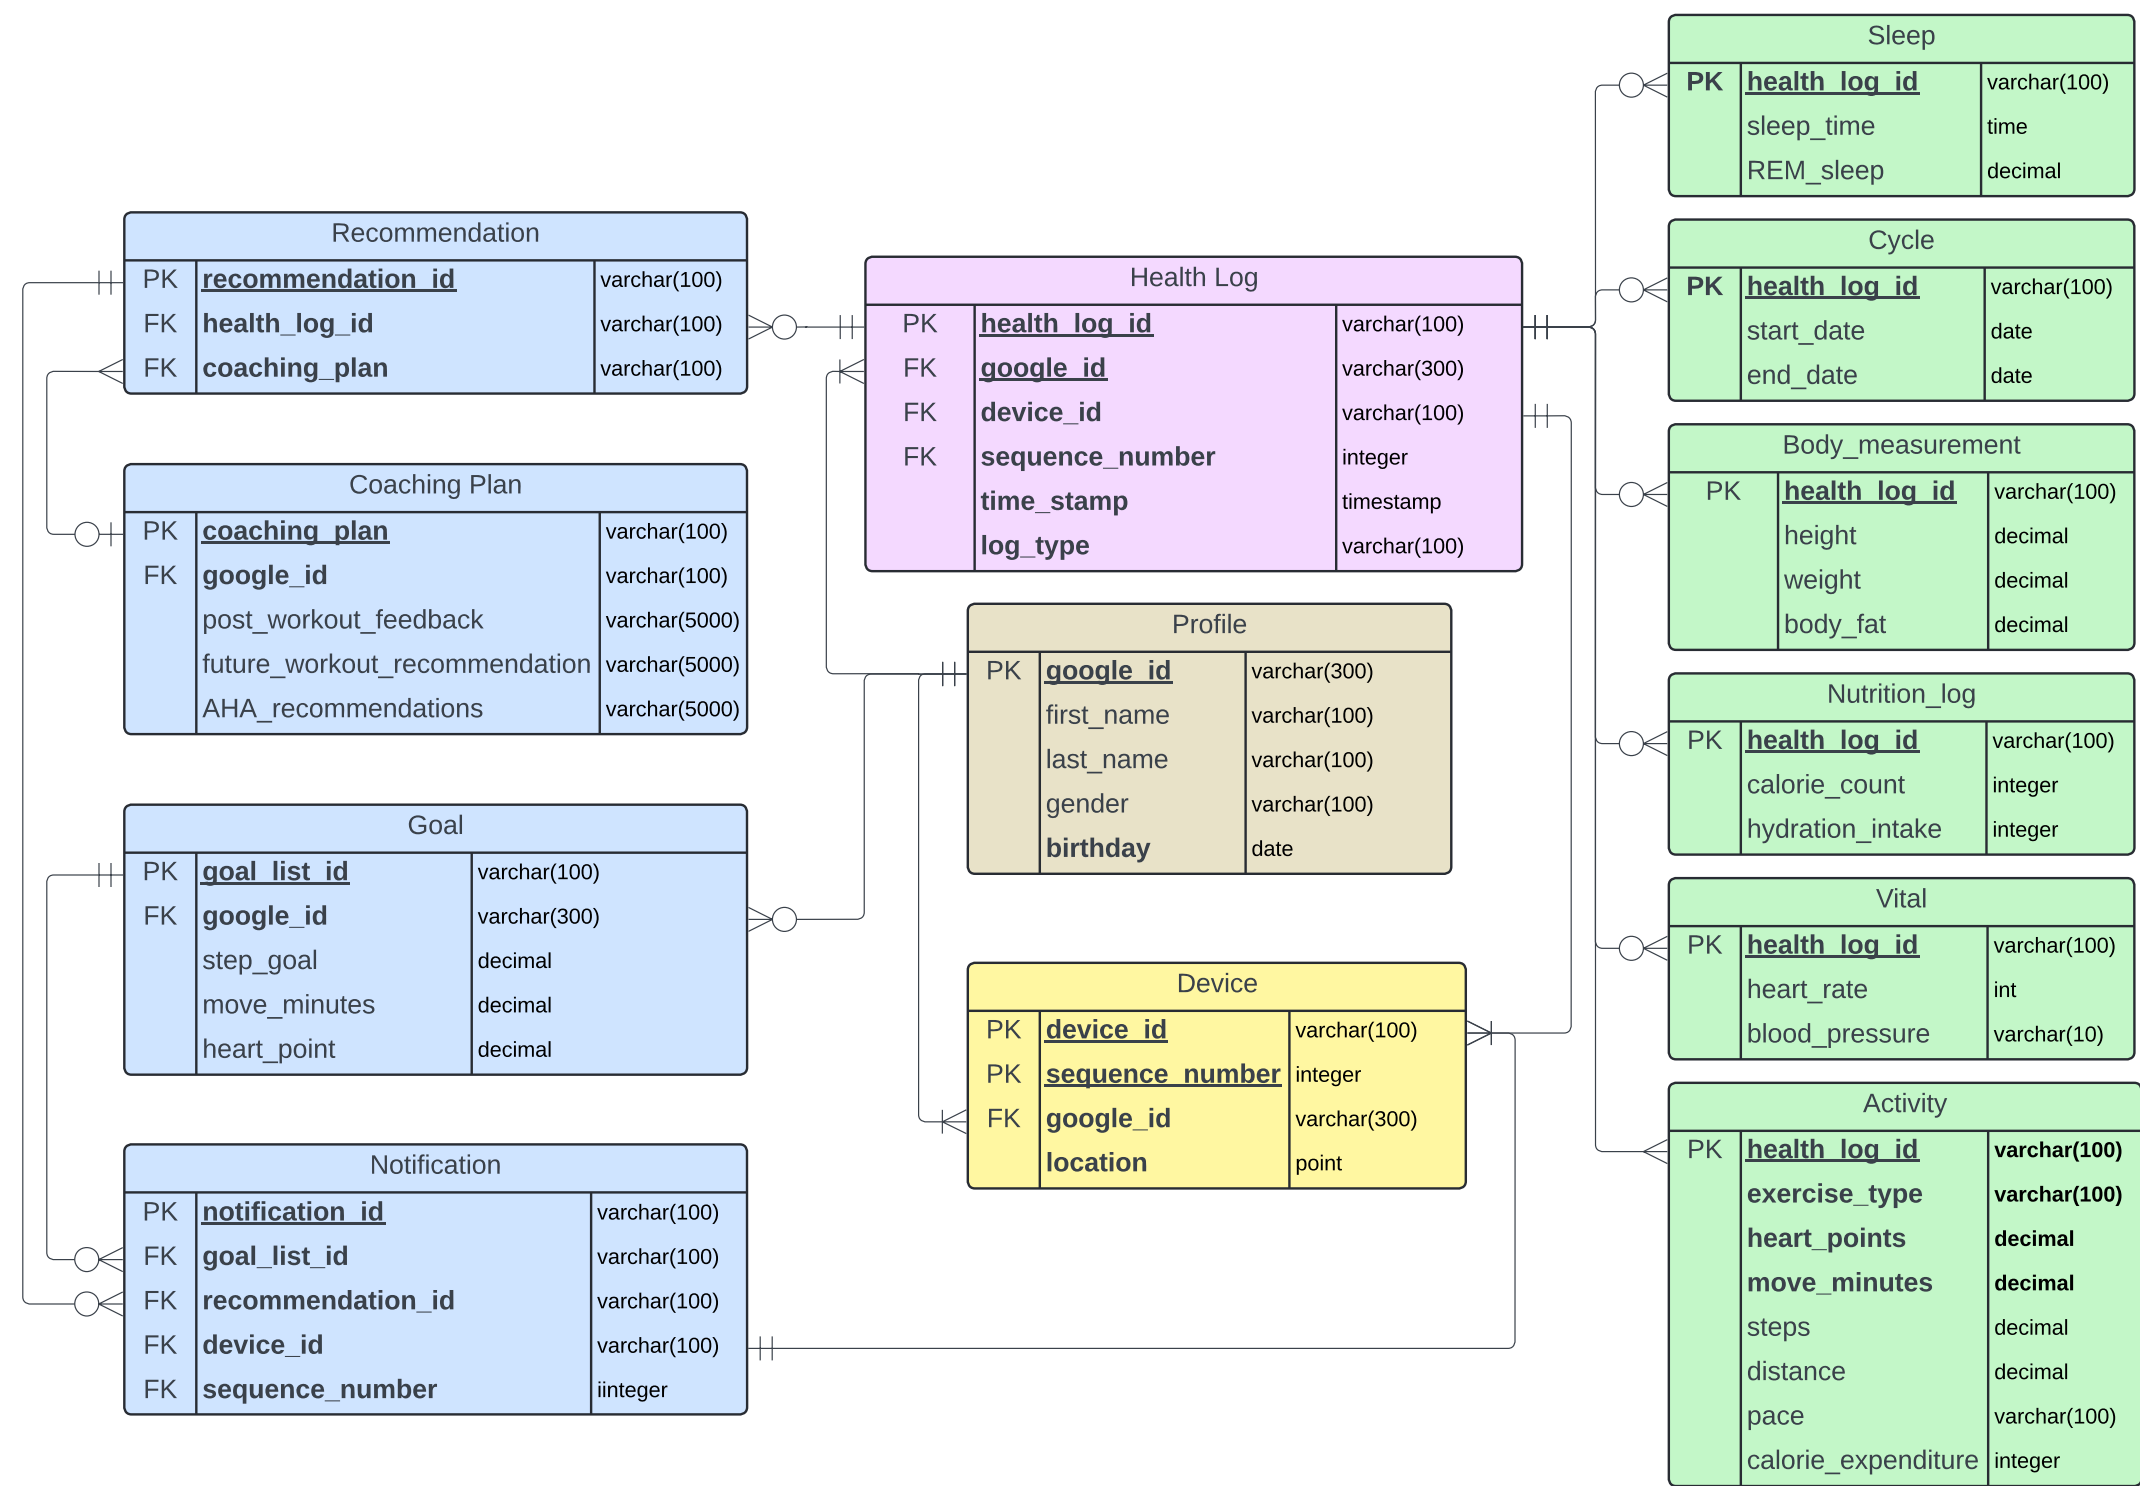 Recommendation
PK recommendation_id varchar(100)
FK health_log_id varchar(100)
FK coaching_plan varchar(100)
Coaching Plan
PK coaching_plan varchar(100)
FK google_id varchar(100)
post_workout_feedback varchar(5000)
future_workout_recommendation varchar(5000)
AHA_recommendations varchar(5000)
Goal
PK goal_list_id varchar(100)
FK google_id varchar(300)
step_goal decimal
move_minutes decimal
heart_point decimal
Notification
PK notification_id varchar(100)
FK goal_list_id varchar(100)
FK recommendation_id varchar(100)
FK device_id varchar(100)
FK sequence_number iinteger
Health Log
PK health_log_id varchar(100)
FK google_id varchar(300)
FK device_id varchar(100)
FK sequence_number integer
time_stamp timestamp
log_type varchar(100)
Profile
PK google_id varchar(300)
first_name varchar(100)
last_name varchar(100)
gender varchar(100)
birthday date
Device
PK device_id varchar(100)
PK sequence_number integer
FK google_id varchar(300)
location point
Sleep
PK health_log_id varchar(100)
sleep_time time
REM_sleep decimal
Cycle
PK health_log_id varchar(100)
start_date date
end_date date
Body_measurement
PK health_log_id varchar(100)
height decimal
weight decimal
body_fat decimal
Nutrition_log
PK health_log_id varchar(100)
calorie_count integer
hydration_intake integer
Vital
PK health_log_id varchar(100)
heart_rate int
blood_pressure varchar(10)
Activity
PK health_log_id varchar(100)
exercise_type varchar(100)
heart_points decimal
move_minutes decimal
steps decimal
distance decimal
pace varchar(100)
calorie_expenditure integer